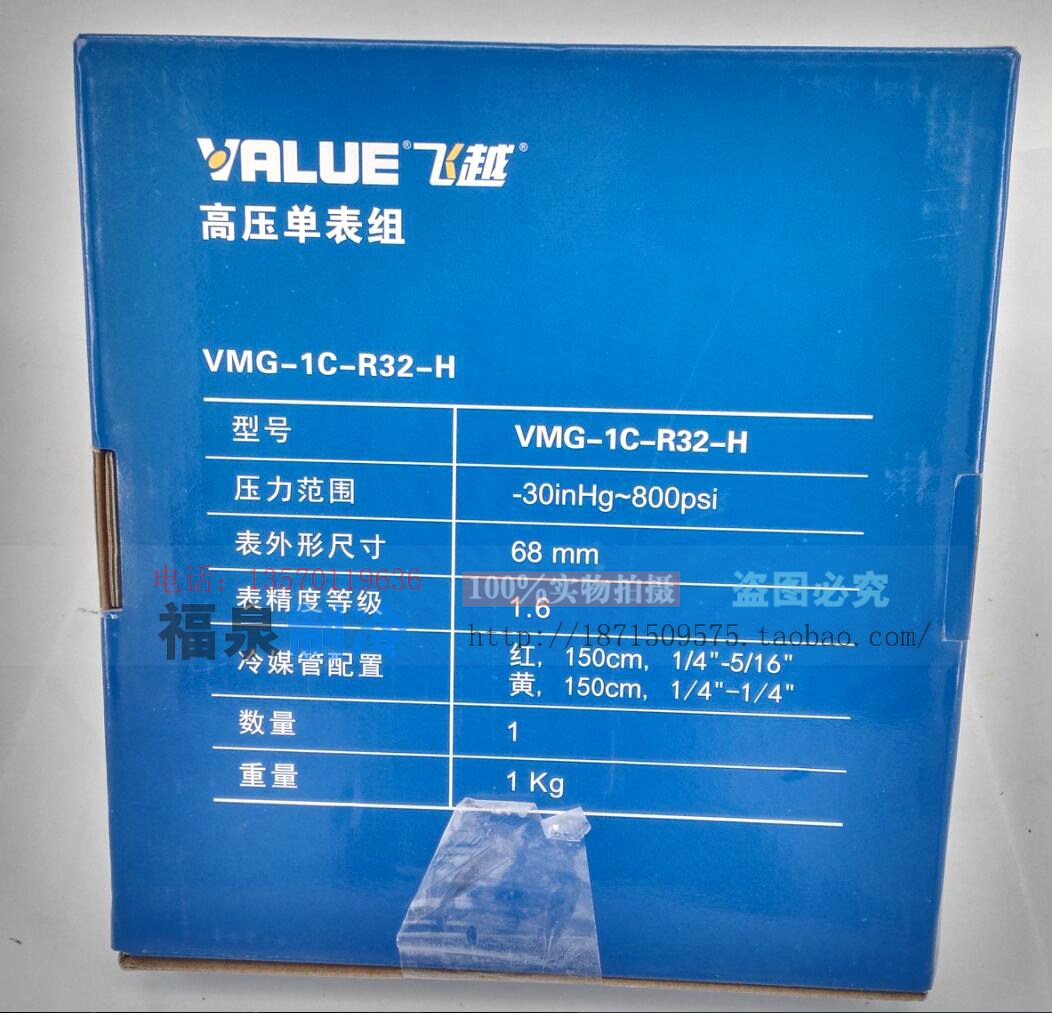 VALUE® 飞越®
高压单表组
VMG-1C-R32-H
型号 VMG-1C-R32-H
压力范围 -30inHg~800psi
表外形尺寸 68 mm
电话：13570119636 100%实物拍摄 盗图必究
表精度等级 1.6
福泉制冷 http://1871509575.taobao.com/
冷媒管配置 红, 150cm, 1/4"-5/16"
黄, 150cm, 1/4"-1/4"
数量 1
重量 1 Kg